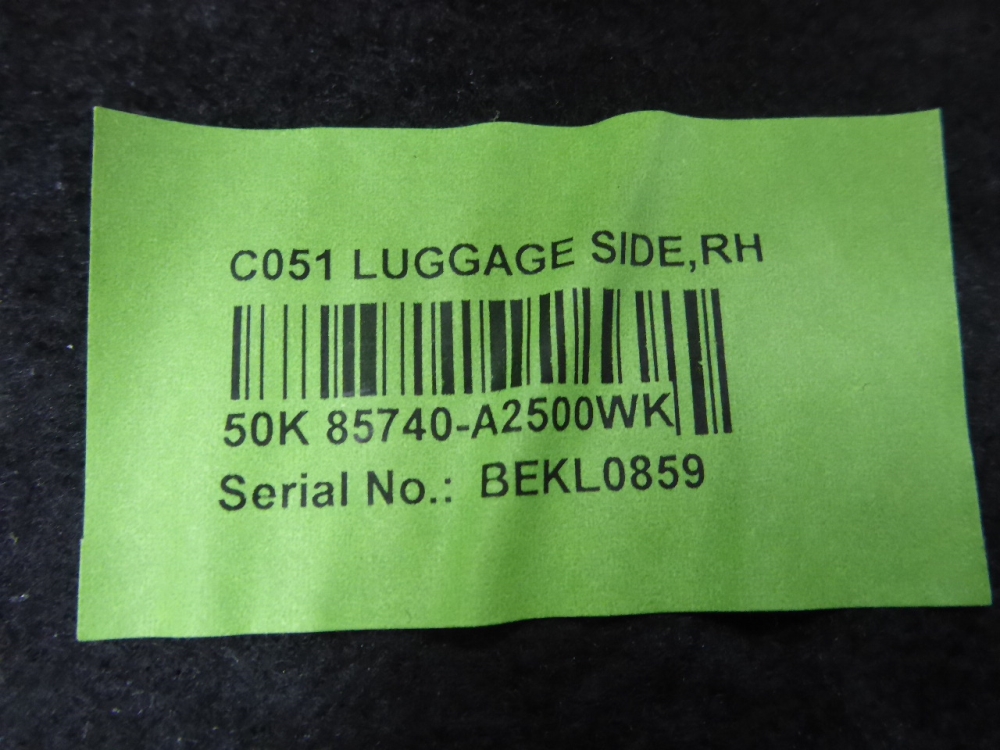 C051 LUGGAGE SIDE,RH
50K 85740-A2500WK
Serial No.: BEKL0859